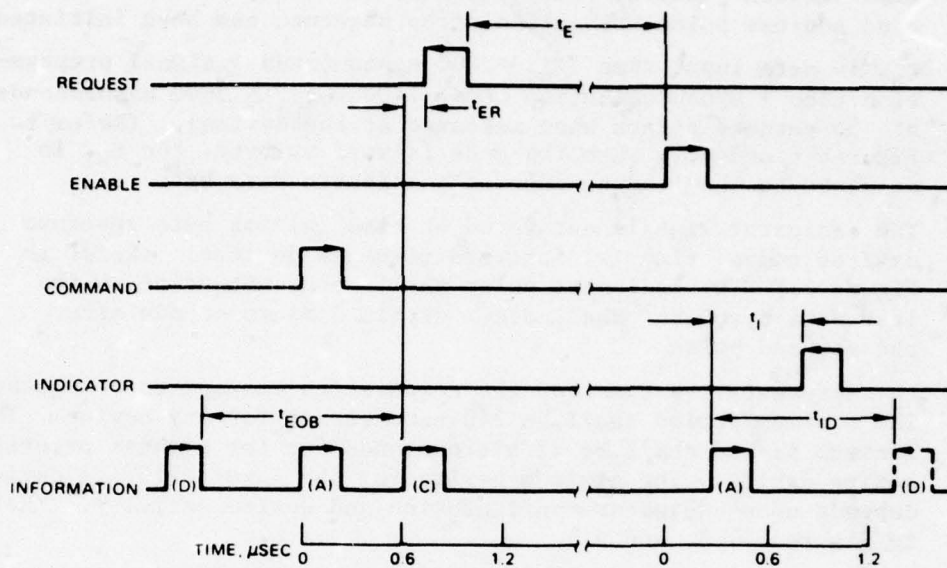 t_E
REQUEST
t_ER
ENABLE
COMMAND
t_I
INDICATOR
t_EOB
t_ID
INFORMATION (D) (A) (C) (A) (D)
TIME, μSEC 0 0.6 1.2 0 0.6 1.2